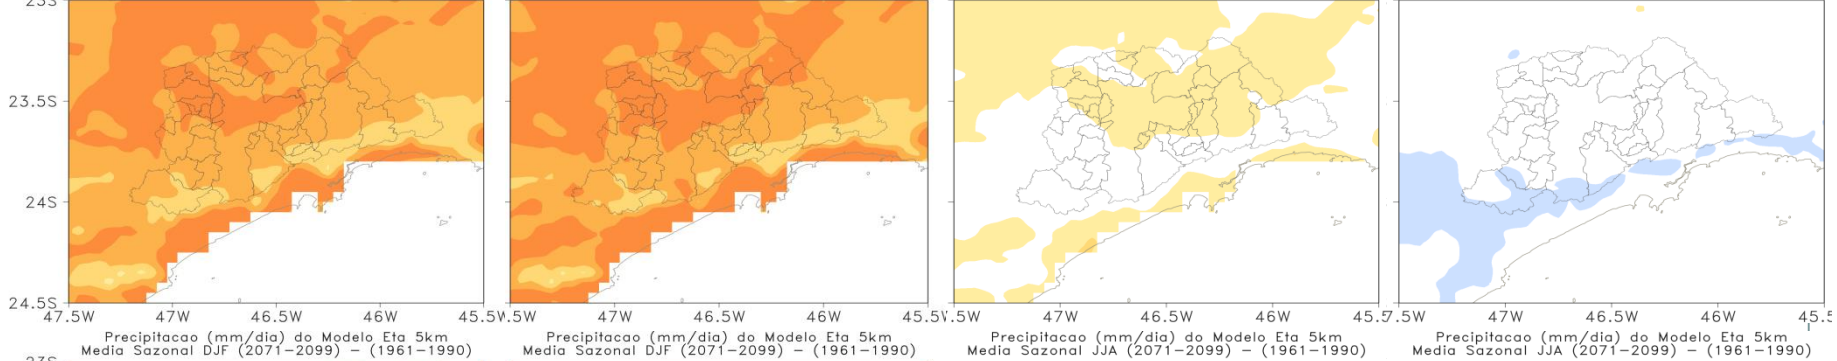 23S
23.5S
24S
24.5S
47.5W 47W 46.5W 46W 45.5W
47W 46.5W 46W 45.5W
47W 46.5W 46W 45.5W
47W 46.5W 46W 45.5
Precipitacao (mm/dia) do Modelo Eta 5km
Media Sazonal DJF (2071-2099) - (1961-1990)
Precipitacao (mm/dia) do Modelo Eta 5km
Media Sazonal DJF (2071-2099) - (1961-1990)
Precipitacao (mm/dia) do Modelo Eta 5km
Media Sazonal JJA (2071-2099) - (1961-1990)
Precipitacao (mm/dia) do Modelo Eta 5km
Media Sazonal JJA (2071-2099) - (1961-1990)